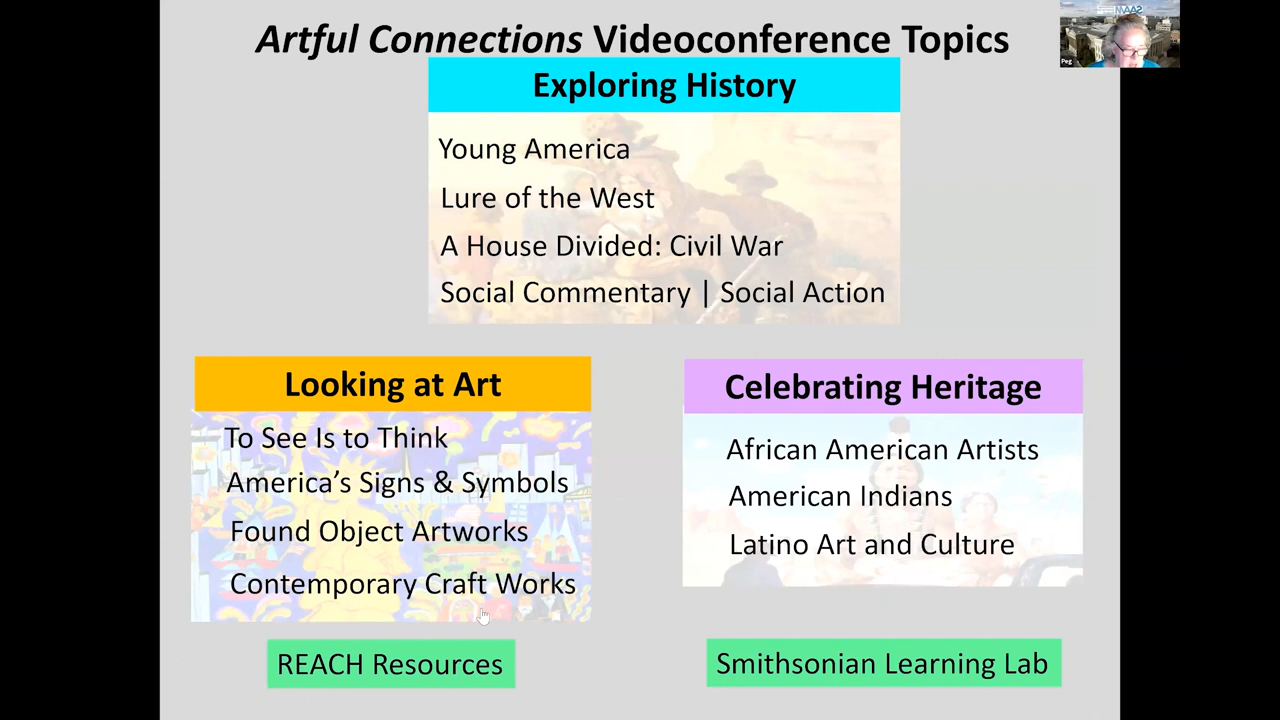 Artful Connections Videoconference Topics
Exploring History
Young America
Lure of the West
A House Divided: Civil War
Social Commentary | Social Action
Looking at Art
To See Is to Think
America's Signs & Symbols
Found Object Artworks
Contemporary Craft Works
REACH Resources
Celebrating Heritage
African American Artists
American Indians
Latino Art and Culture
Smithsonian Learning Lab
SAAM
Peg